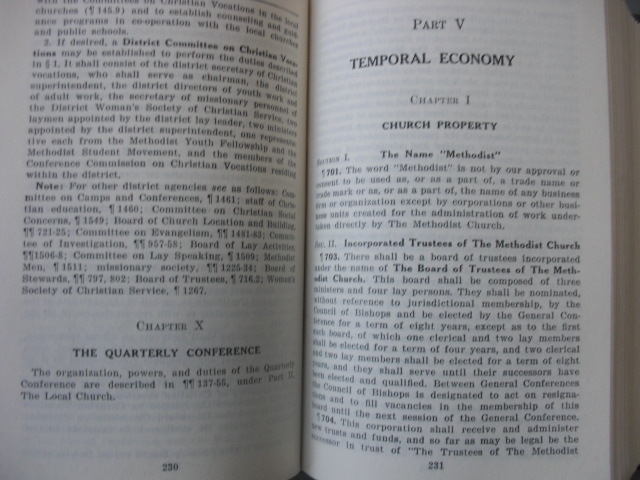 with the Committees on Christian Vocations in the local
churches (¶ 145.9) and to establish counseling and guid-
ance programs in co-operation with the local churches
and public schools.
2. If desired, a District Committee on Christian Voca-
tions may be established to perform the duties described
in § 1. It shall consist of the district secretary of Christian
vocations, who shall serve as chairman, the district
superintendent, the district directors of youth work and
of adult work, the secretary of missionary personnel of
the District Woman's Society of Christian Service, two
laymen appointed by the district lay leader, two ministers
appointed by the district superintendent, one representa-
tive each from the Methodist Youth Fellowship and the
Methodist Student Movement, and the members of the
Conference Commission on Christian Vocations residing
within the district.
Note: For other district agencies see as follows: Com-
mittee on Camps and Conferences, ¶ 1461; staff of Chris-
tian education, ¶ 1460; Committee on Christian Social
Concerns, ¶ 1549; Board of Church Location and Building,
¶¶ 721-25; Committee on Evangelism, ¶¶ 1481-83; Commit-
tee of Investigation, ¶¶ 957-58; Board of Lay Activities,
¶¶1506-8; Committee on Lay Speaking, ¶ 1509; Methodist
Men, ¶ 1511; missionary society, ¶¶ 1225-34; Board of
Stewards, ¶¶ 797, 802; Board of Trustees, ¶ 716.2; Woman's
Society of Christian Service, ¶ 1267.
CHAPTER X
THE QUARTERLY CONFERENCE
The organization, powers, and duties of the Quarterly
Conference are described in ¶¶ 137-55, under Part II,
The Local Church.
230
PART V
TEMPORAL ECONOMY
CHAPTER I
CHURCH PROPERTY
SECTION I. The Name "Methodist"
¶ 701. The word "Methodist" is not by our approval or
consent to be used as, or as a part of, a trade name or
trade mark or as, or as a part of, the name of any business
firm or organization except by corporations or other busi-
ness units created for the administration of work under-
taken directly by The Methodist Church.
SEC. II. Incorporated Trustees of The Methodist Church
¶ 703. There shall be a board of trustees incorporated
under the name of The Board of Trustees of The Meth-
odist Church. This board shall be composed of three
ministers and four lay persons. They shall be nominated,
without reference to jurisdictional membership, by the
Council of Bishops and be elected by the General Con-
ference for a term of eight years, except as to the first
such board, of which one clerical and two lay members
shall be elected for a term of four years, and two clerical
and two lay members shall be elected for a term of eight
years, and they shall serve until their successors have
been elected and qualified. Between General Conferences
the Council of Bishops is designated to act on resigna-
tions and to fill vacancies in the membership of this
board until the next session of the General Conference.
¶ 704. This corporation shall receive and administer
new trusts and funds, and so far as may be legal be the
successor in trust of "The Trustees of The Methodist
231